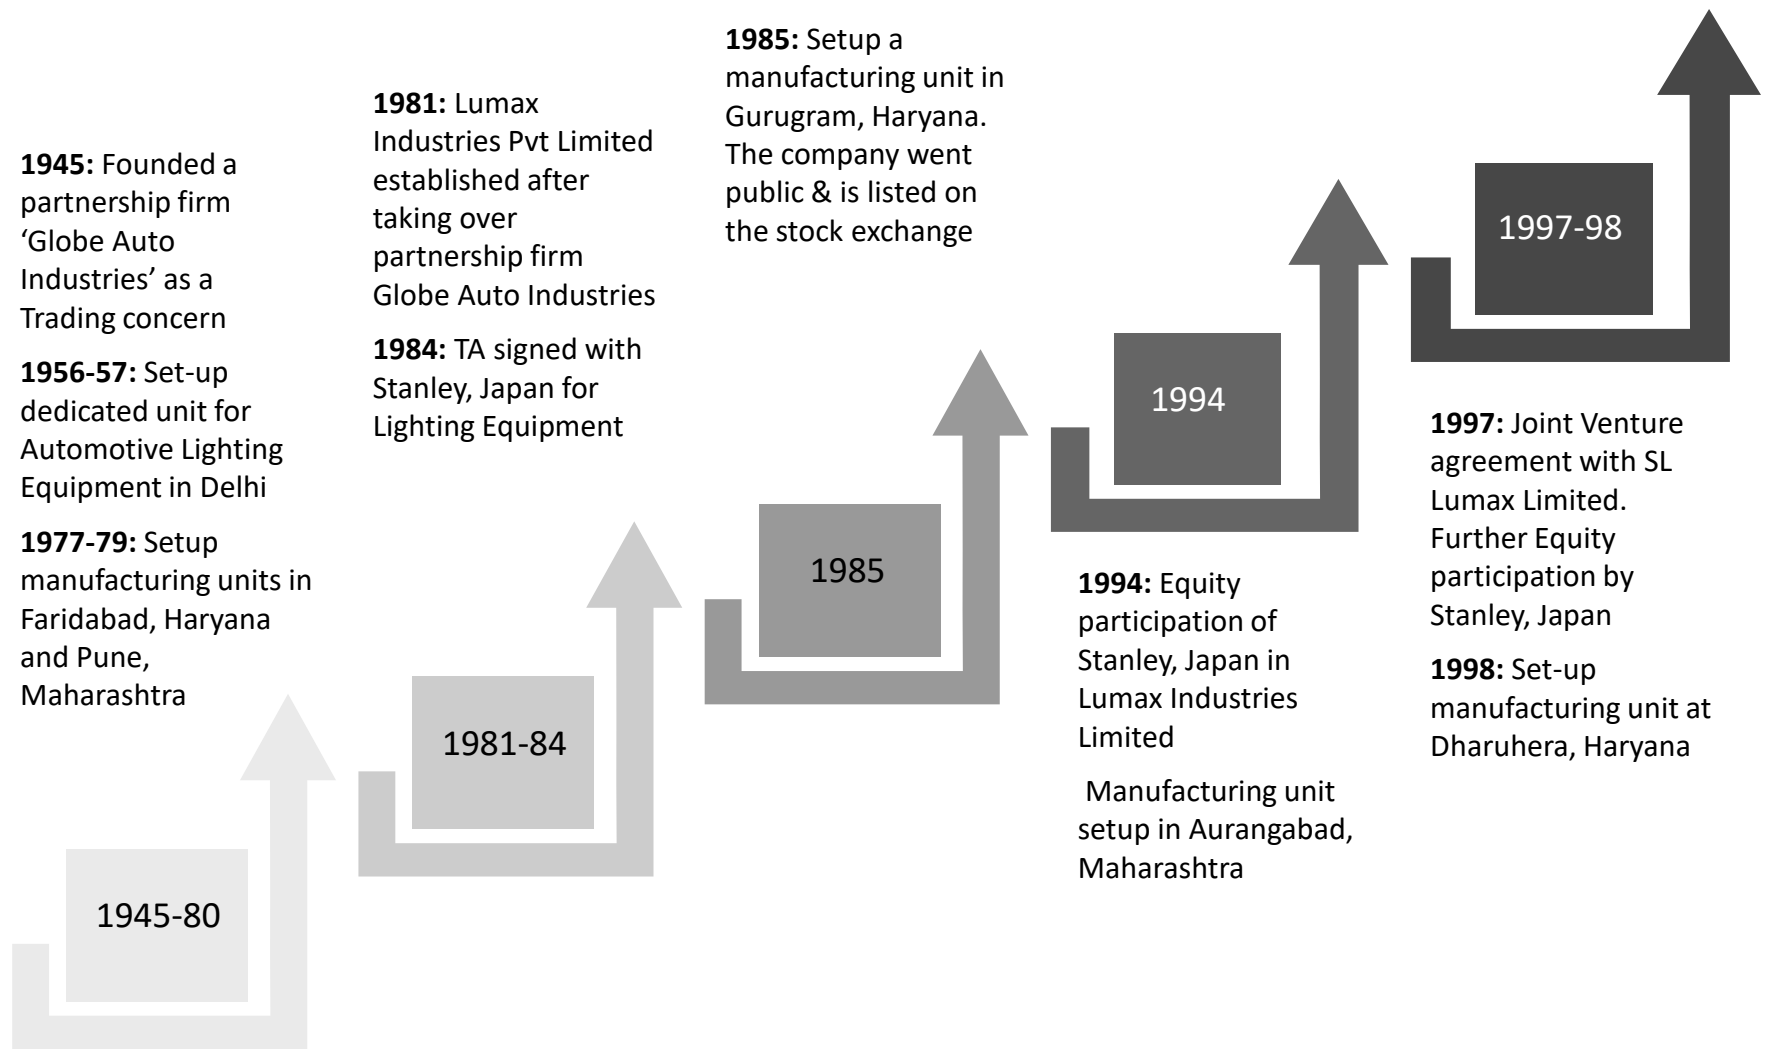 1945: Founded a
partnership firm
‘Globe Auto
Industries’ as a
Trading concern
1956-57: Set-up
dedicated unit for
Automotive Lighting
Equipment in Delhi
1977-79: Setup
manufacturing units in
Faridabad, Haryana
and Pune,
Maharashtra
1945-80
1981: Lumax
Industries Pvt Limited
established after
taking over
partnership firm
Globe Auto Industries
1984: TA signed with
Stanley, Japan for
Lighting Equipment
1981-84
1985: Setup a
manufacturing unit in
Gurugram, Haryana.
The company went
public & is listed on
the stock exchange
1985
1994
1994: Equity
participation of
Stanley, Japan in
Lumax Industries
Limited
Manufacturing unit
setup in Aurangabad,
Maharashtra
1997-98
1997: Joint Venture
agreement with SL
Lumax Limited.
Further Equity
participation by
Stanley, Japan
1998: Set-up
manufacturing unit at
Dharuhera, Haryana